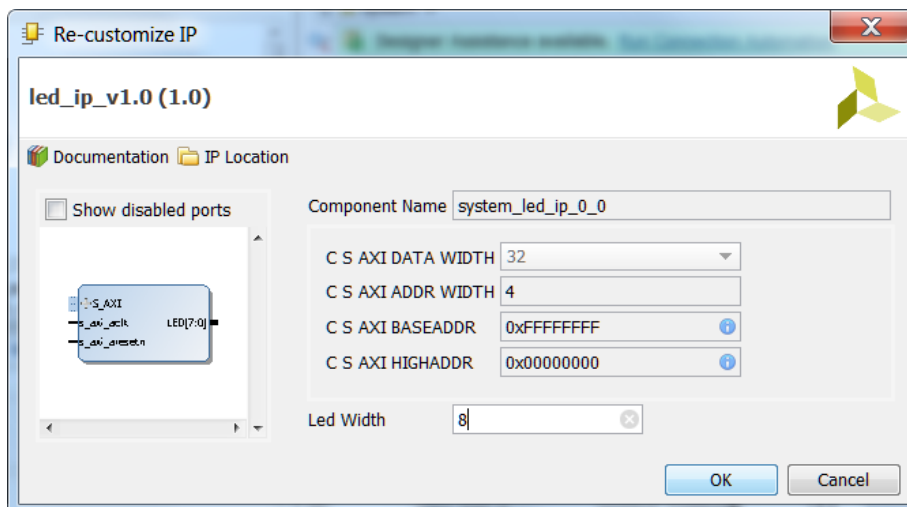 Re-customize IP
led_ip_v1.0 (1.0)
Documentation IP Location
Show disabled ports
S_AXI
s_axi_aclk LED[7:0]
s_axi_aresetn
Component Name system_led_ip_0_0
C S AXI DATA WIDTH 32
C S AXI ADDR WIDTH 4
C S AXI BASEADDR 0xFFFFFFFF
C S AXI HIGHADDR 0x00000000
Led Width 8
OK Cancel